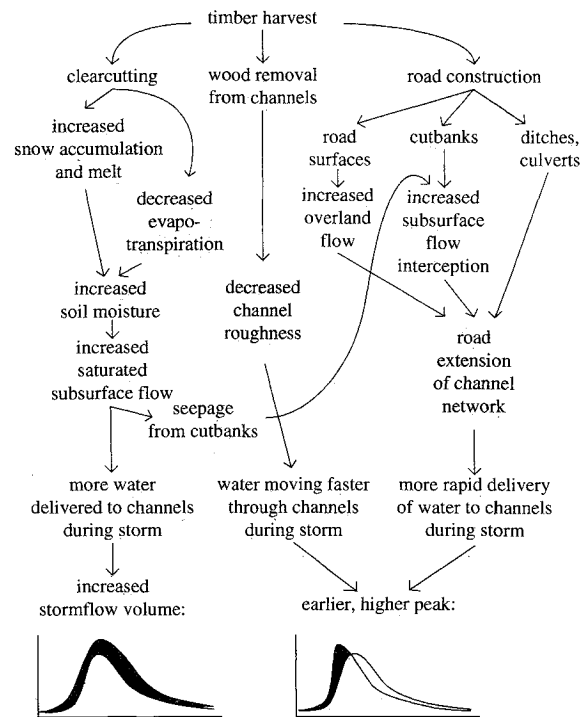 timber harvest
clearcutting
wood removal
from channels
road construction
increased
snow accumulation
and melt
decreased
evapo-
transpiration
road
surfaces
cutbanks
ditches,
culverts
increased
overland
flow
increased
subsurface
flow
interception
increased
soil moisture
decreased
channel
roughness
road
extension
of channel
network
increased
saturated
subsurface flow
seepage
from cutbanks
more water
delivered to channels
during storm
water moving faster
through channels
during storm
more rapid delivery
of water to channels
during storm
increased
stormflow volume:
earlier, higher peak: